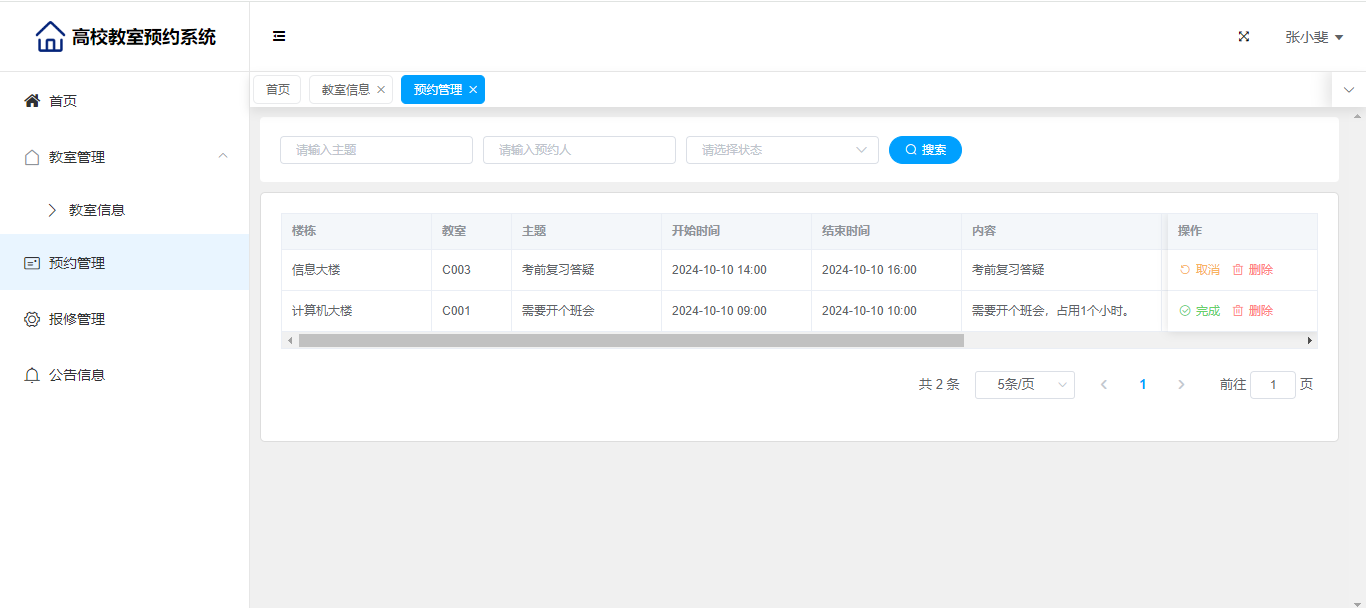 高校教室预约系统
张小斐
首页
教室管理
教室信息
预约管理
报修管理
公告信息
首页 教室信息 预约管理
请输入主题 请输入预约人 请选择状态 搜索
楼栋 教室 主题 开始时间 结束时间 内容 操作
信息大楼 C003 考前复习答疑 2024-10-10 14:00 2024-10-10 16:00 考前复习答疑 取消 删除
计算机大楼 C001 需要开个班会 2024-10-10 09:00 2024-10-10 10:00 需要开个班会，占用1个小时。 完成 删除
共 2 条 5条/页 1 前往 1 页